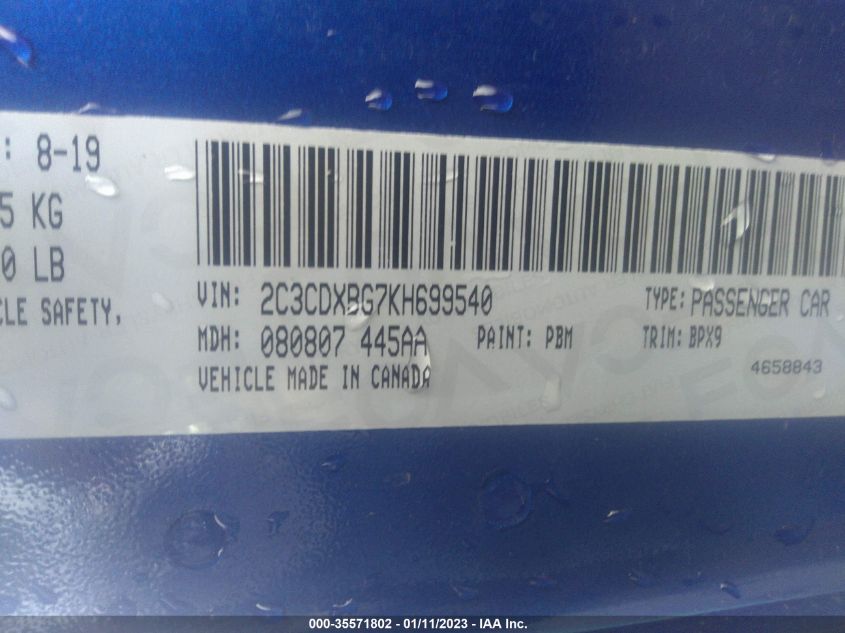 : 8-19
5 KG
0 LB
CLE SAFETY,
VIN: 2C3CDXBG7KH699540 TYPE: PASSENGER CAR
MDH: 080807 445AA PAINT: PBM TRIM: BPX9
VEHICLE MADE IN CANADA 4658843
000-35571802 - 01/11/2023 - IAA Inc.